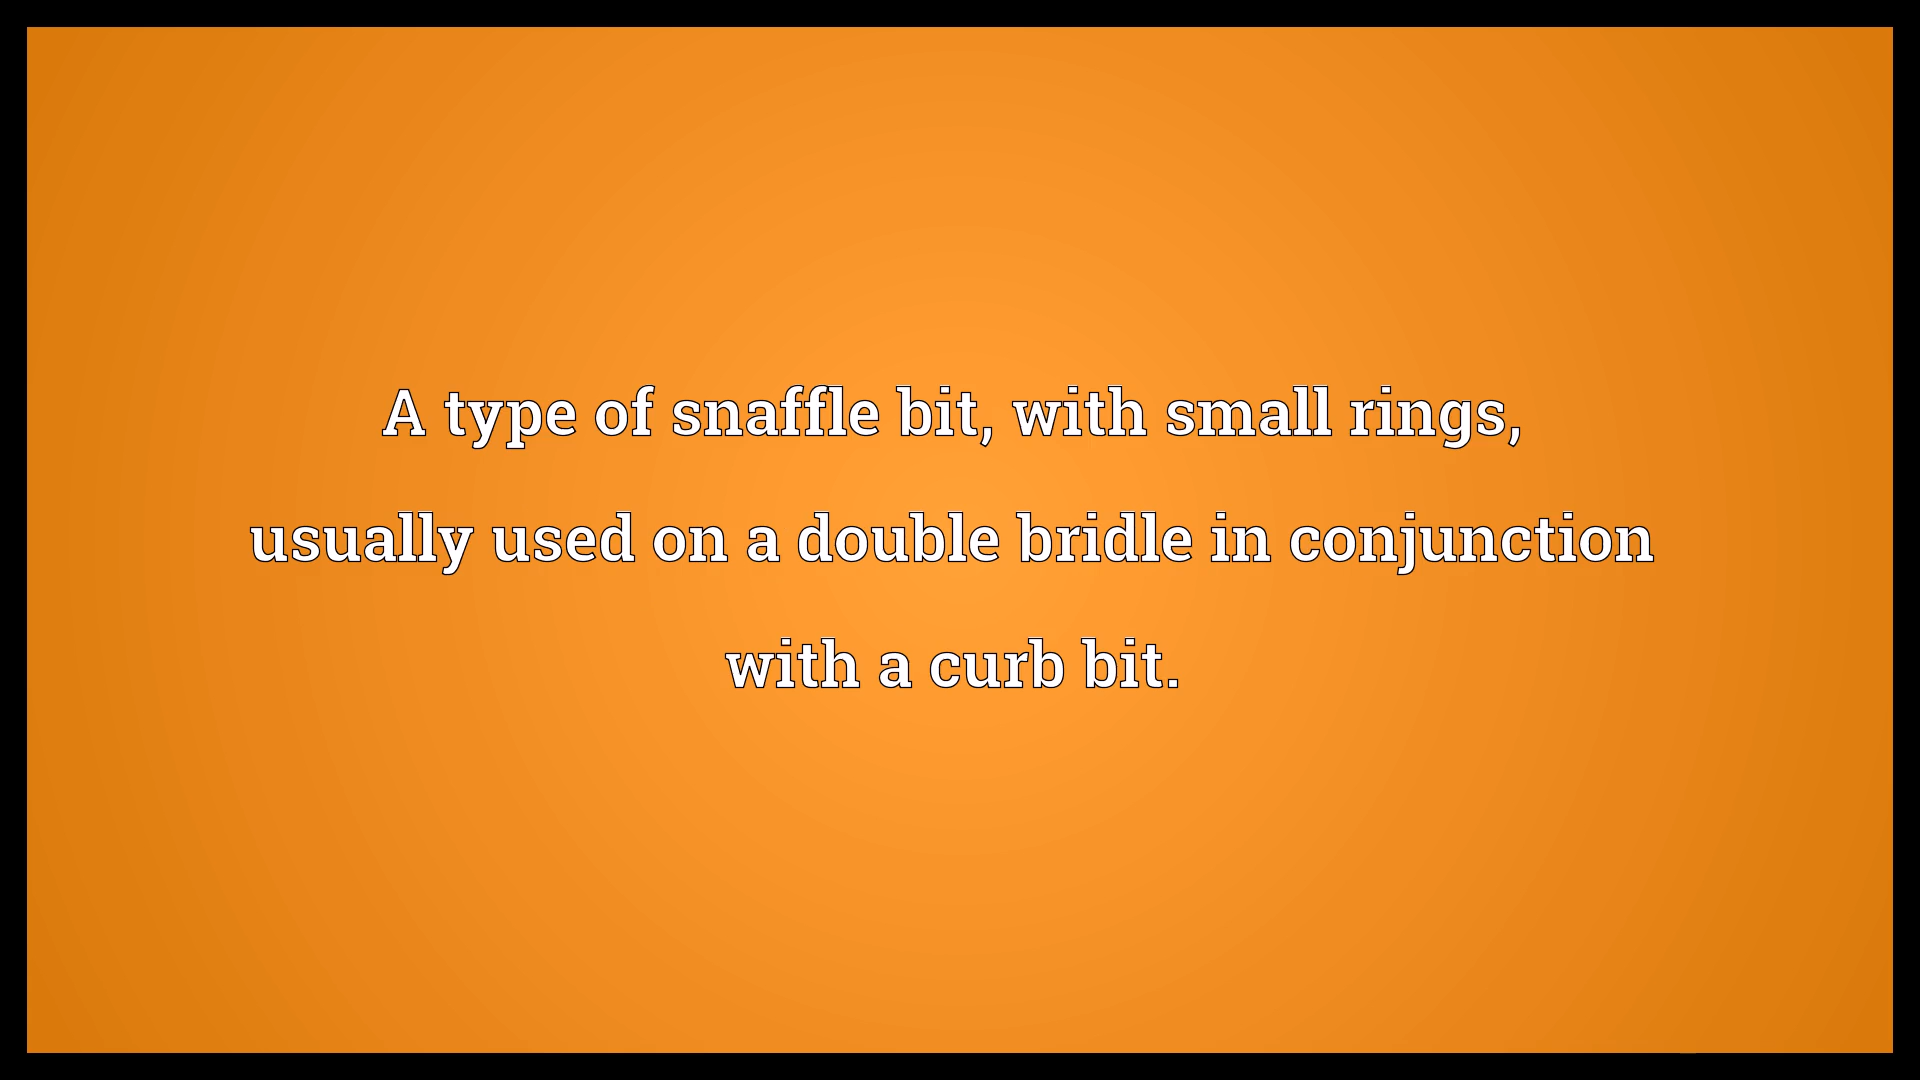 A type of snaffle bit, with small rings,
usually used on a double bridle in conjunction
with a curb bit.